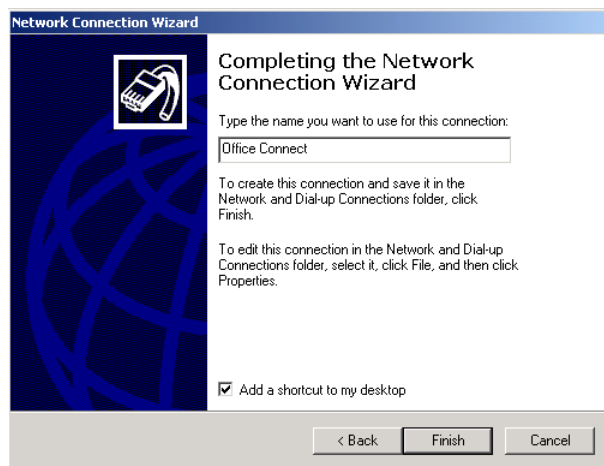 Network Connection Wizard
Completing the Network
Connection Wizard
Type the name you want to use for this connection:
Office Connect
To create this connection and save it in the
Network and Dial-up Connections folder, click
Finish.
To edit this connection in the Network and Dial-up
Connections folder, select it, click File, and then click
Properties.
Add a shortcut to my desktop
< Back Finish Cancel